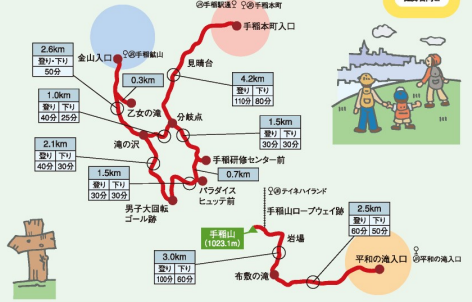 ㋐手稲駅通
㋐手稲本町
手稲本町入口
2.6km
登り・下り
50分
金山入口
㋐手稲鉱山
見晴台
0.3km
乙女の滝
4.2km
登り 下り
110分 80分
1.0km
登り 下り
40分 25分
分岐点
1.5km
登り 下り
30分 30分
滝の沢
2.1km
登り 下り
40分 30分
手稲研修センター前
0.7km
1.5km
登り 下り
30分 30分
パラダイス
ヒュッテ前
男子大回転
ゴール跡
㋐テイネハイランド
手稲山ロープウェイ跡
2.5km
登り 下り
60分 50分
手稲山
(1023.1m)
岩場
3.0km
登り 下り
100分 60分
布敷の滝
平和の滝入口
㋐平和の滝入口